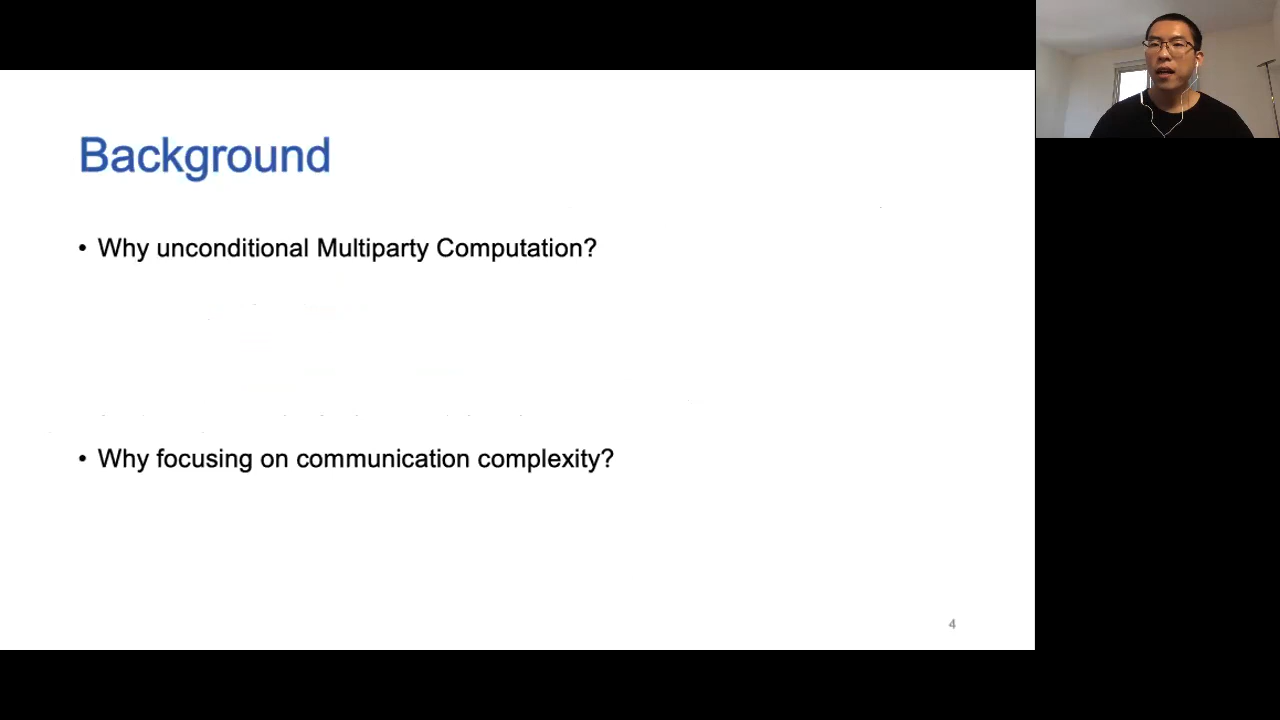 Background
• Why unconditional Multiparty Computation?
• Why focusing on communication complexity?
4